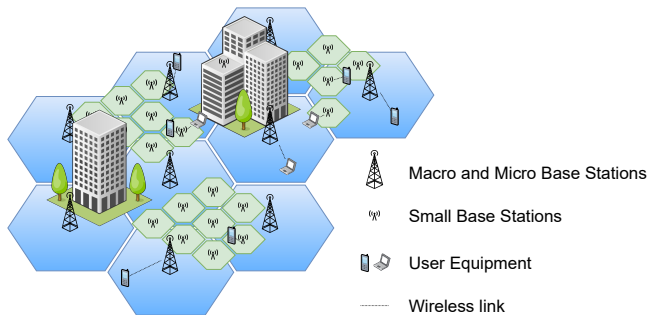 Macro and Micro Base Stations
Small Base Stations
User Equipment
Wireless link